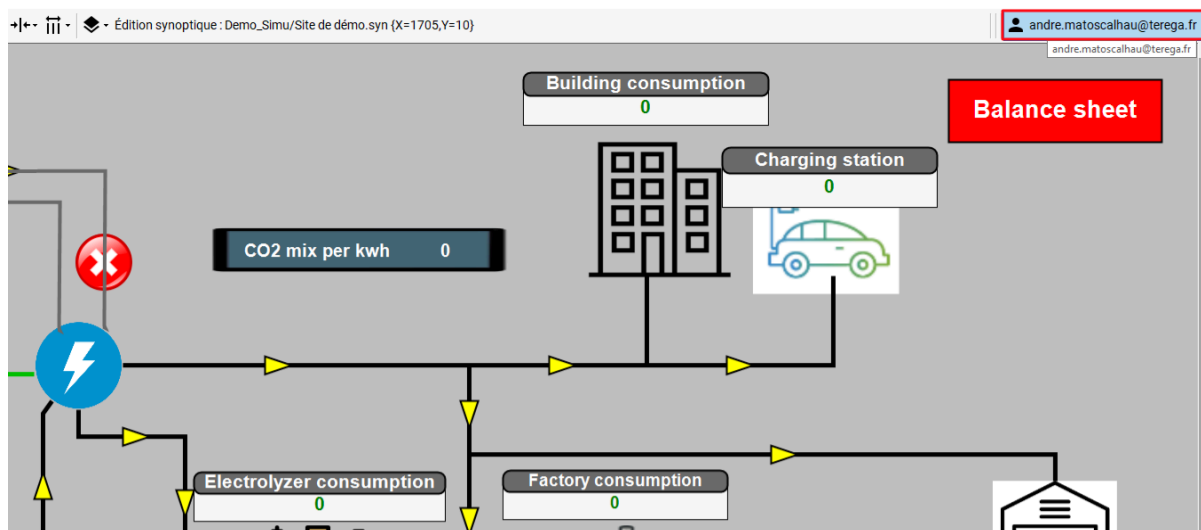 Édition synoptique : Demo_Simu/Site de démo.syn {X=1705,Y=10}
andre.matoscalhau@terega.fr
andre.matoscalhau@terega.fr
Building consumption
0
Balance sheet
Charging station
0
CO2 mix per kwh 0
Electrolyzer consumption
0
Factory consumption
0